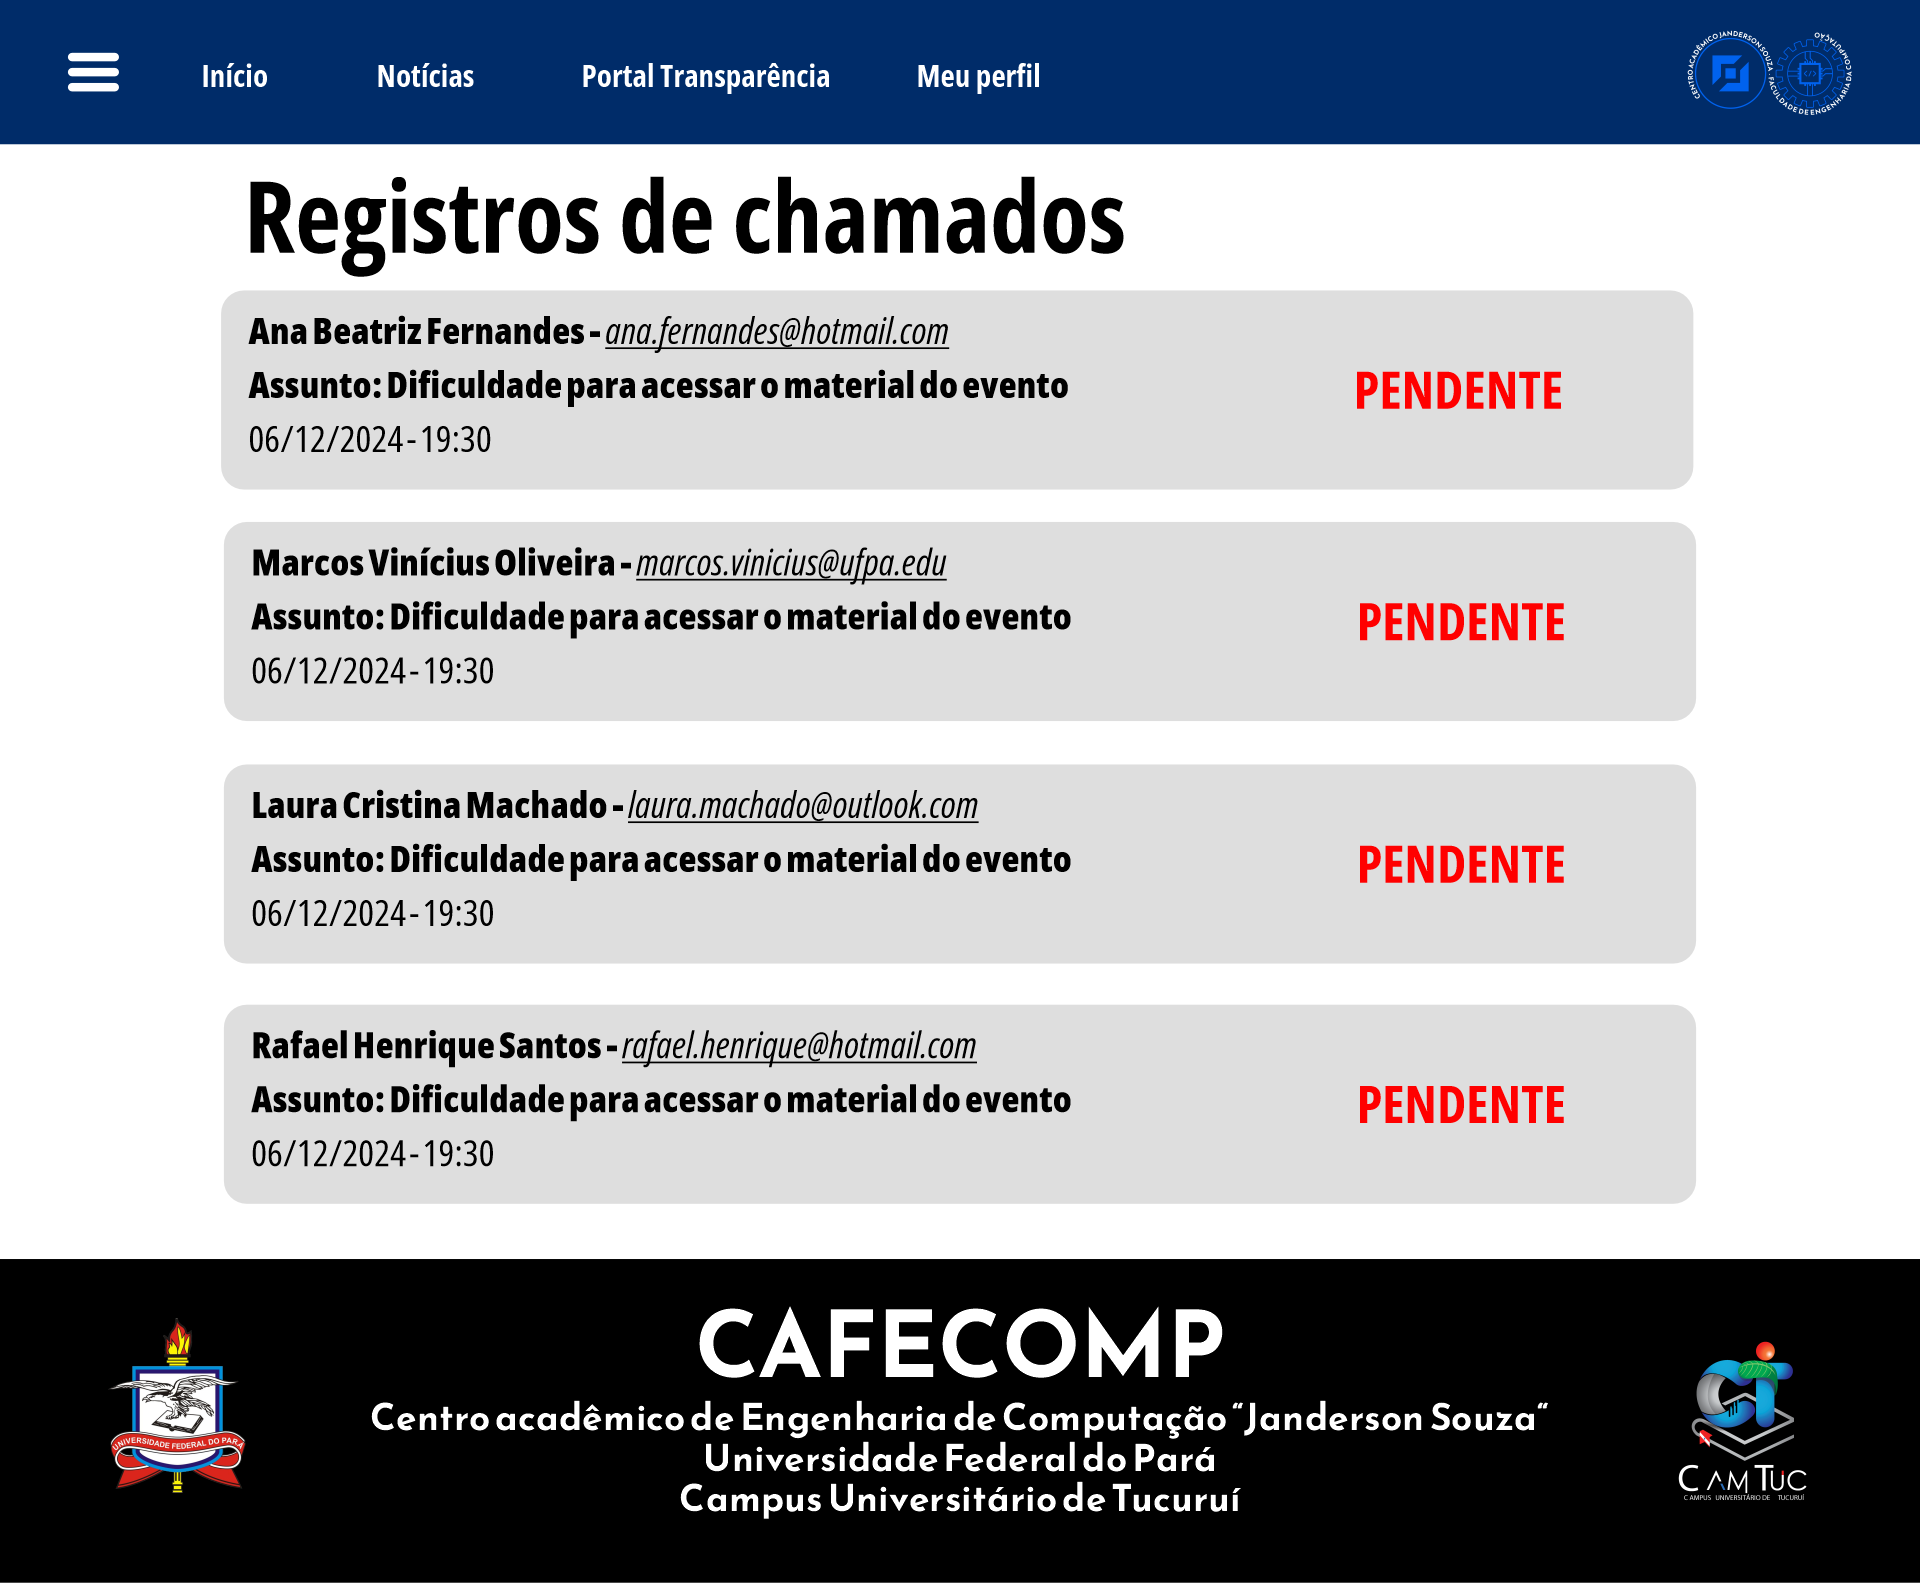 Início
Notícias
Portal Transparência
Meu perfil
CENTRO ACADÊMICO JANDERSON SOUZA . FACULDADE DE ENGENHARIA DA COMPUTAÇÃO
Registros de chamados
Ana Beatriz Fernandes - ana.fernandes@hotmail.com
Assunto: Dificuldade para acessar o material do evento
06/12/2024 - 19:30
PENDENTE
Marcos Vinícius Oliveira - marcos.vinicius@ufpa.edu
Assunto: Dificuldade para acessar o material do evento
06/12/2024 - 19:30
PENDENTE
Laura Cristina Machado - laura.machado@outlook.com
Assunto: Dificuldade para acessar o material do evento
06/12/2024 - 19:30
PENDENTE
Rafael Henrique Santos - rafael.henrique@hotmail.com
Assunto: Dificuldade para acessar o material do evento
06/12/2024 - 19:30
PENDENTE
UNIVERSIDADE FEDERAL DO PARÁ
CAFECOMP
Centro acadêmico de Engenharia de Computação “Janderson Souza“
Universidade Federal do Pará
Campus Universitário de Tucuruí
CAMTUC
CAMPUS UNIVERSITÁRIO DE TUCURUÍ